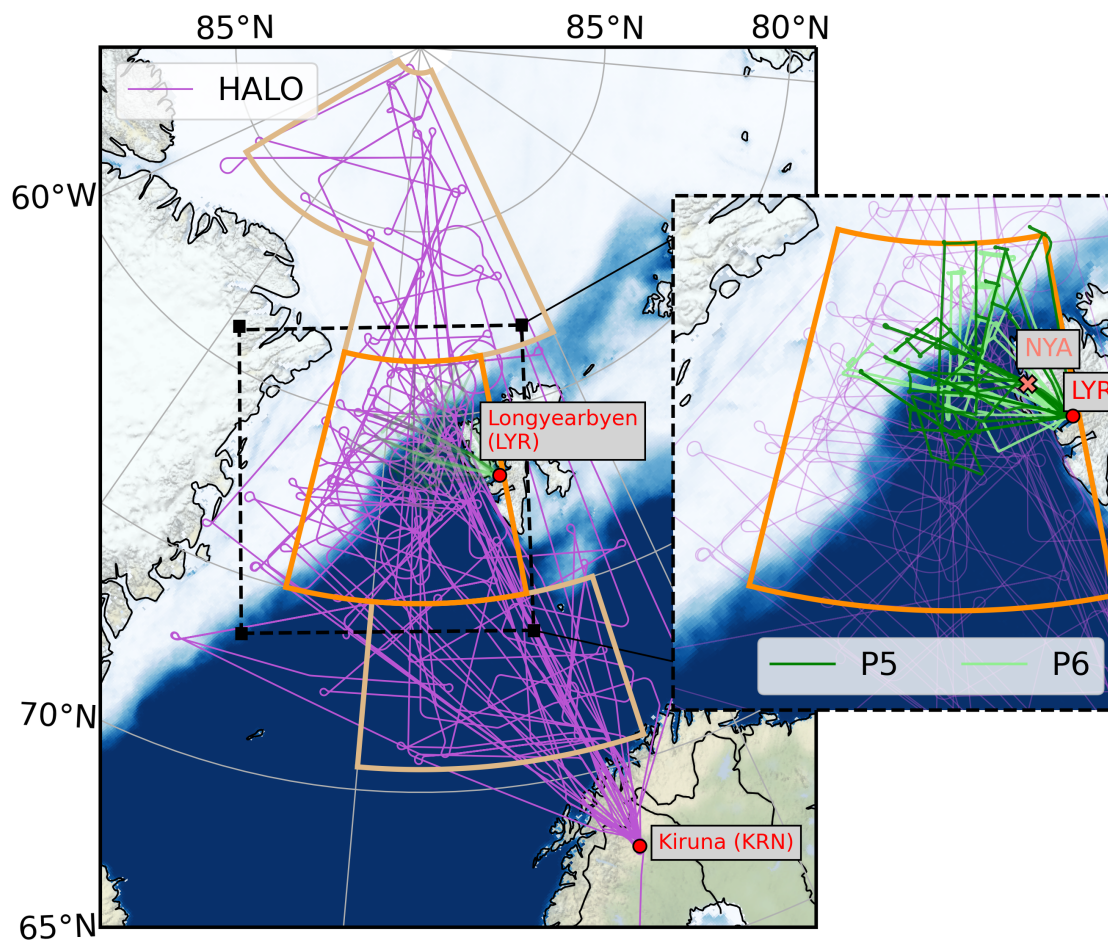 85°N 85°N 80°N
HALO
60°W
NYA
LYR
Longyearbyen
(LYR)
P5 P6
70°N
Kiruna (KRN)
65°N